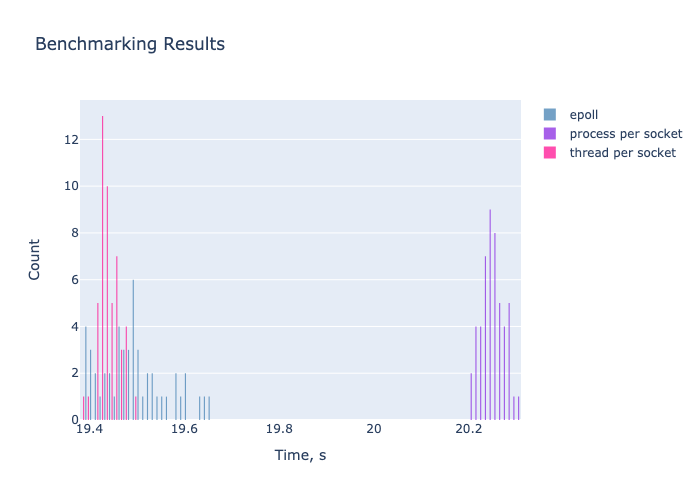 Benchmarking Results
epoll
process per socket
thread per socket
12
10
8
6
4
2
0
Count
19.4
19.6
19.8
20
20.2
Time, s